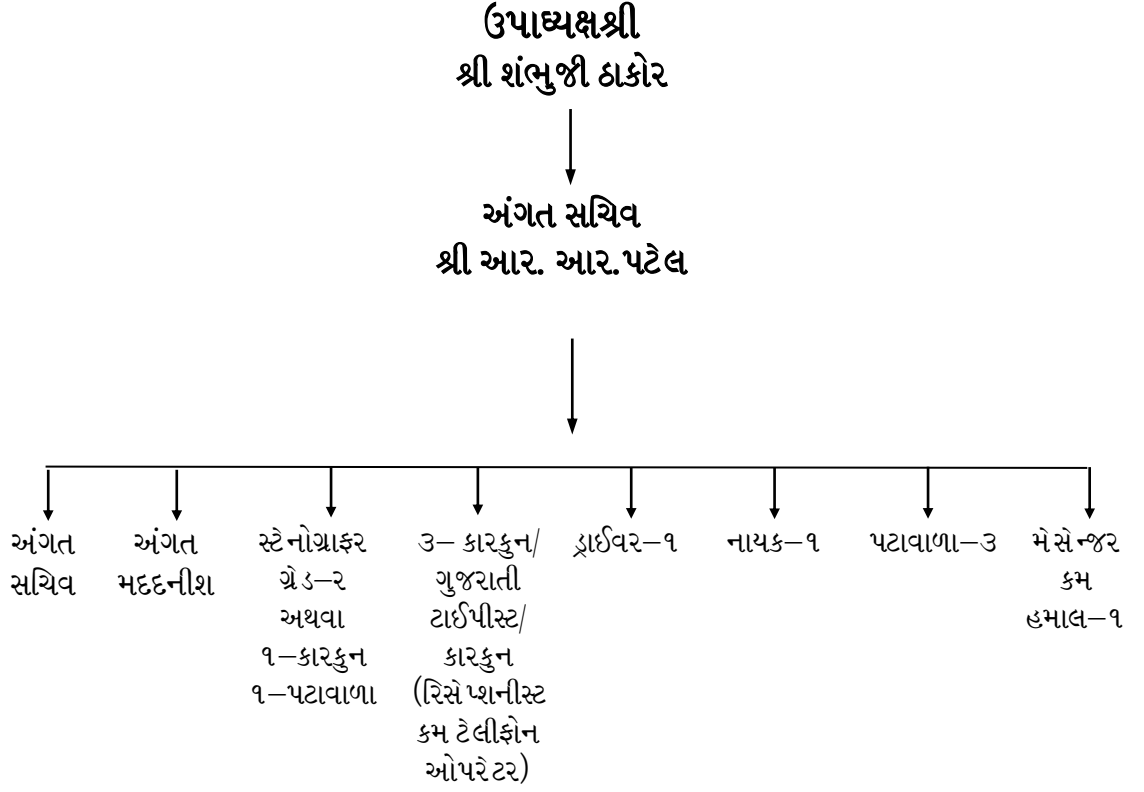 ઉપાધ્યક્ષશ્રી
શ્રી શંભુજી ઠાકોર
અંગત સચિવ
શ્રી આર. આર.પટેલ
અંગત
સચિવ
અંગત
મદદનીશ
સ્ટેનોગ્રાફર
ગ્રેડ–૨
અથવા
૧–કારકુન
૧–પટાવાળા
૩– કારકુન/
ગુજરાતી
ટાઈપીસ્ટ/
કારકુન
(રિસેપ્શનીસ્ટ
કમ ટેલીફોન
ઓપરેટર)
ડ્રાઈવર–૧
નાયક–૧
પટાવાળા–૩
મેસેન્જર
કમ
હમાલ–૧